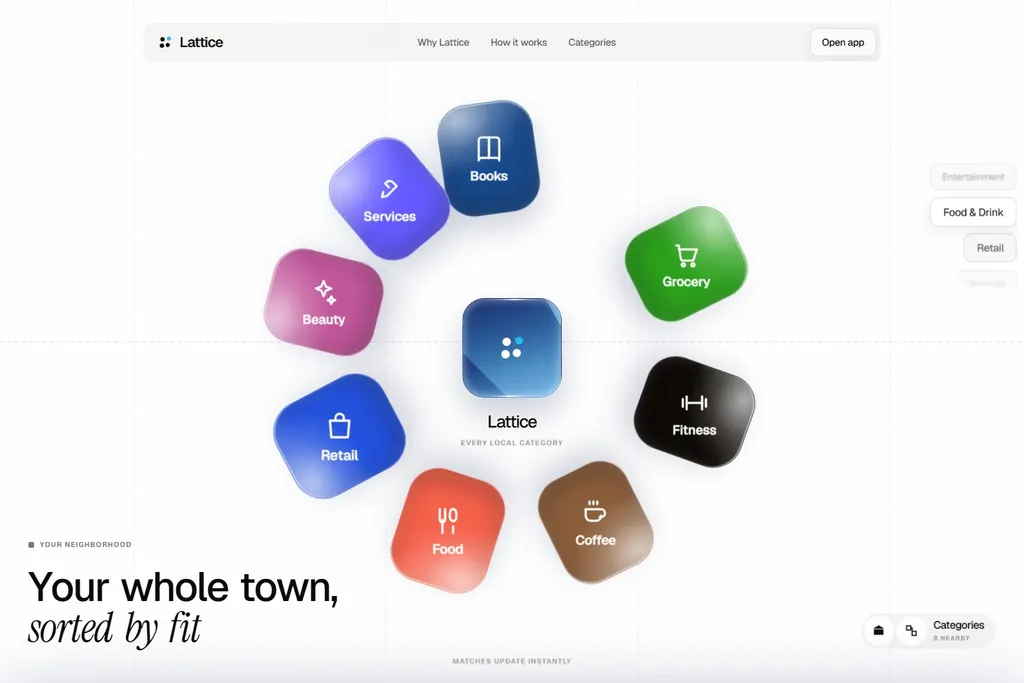 Lattice
Why Lattice
How it works
Categories
Open app
Books
Services
Entertainment
Food & Drink
Retail
Grocery
Beauty
Lattice
EVERY LOCAL CATEGORY
Fitness
Retail
Food
Coffee
YOUR NEIGHBORHOOD
Your whole town,
sorted by fit
Categories
8 NEARBY
MATCHES UPDATE INSTANTLY